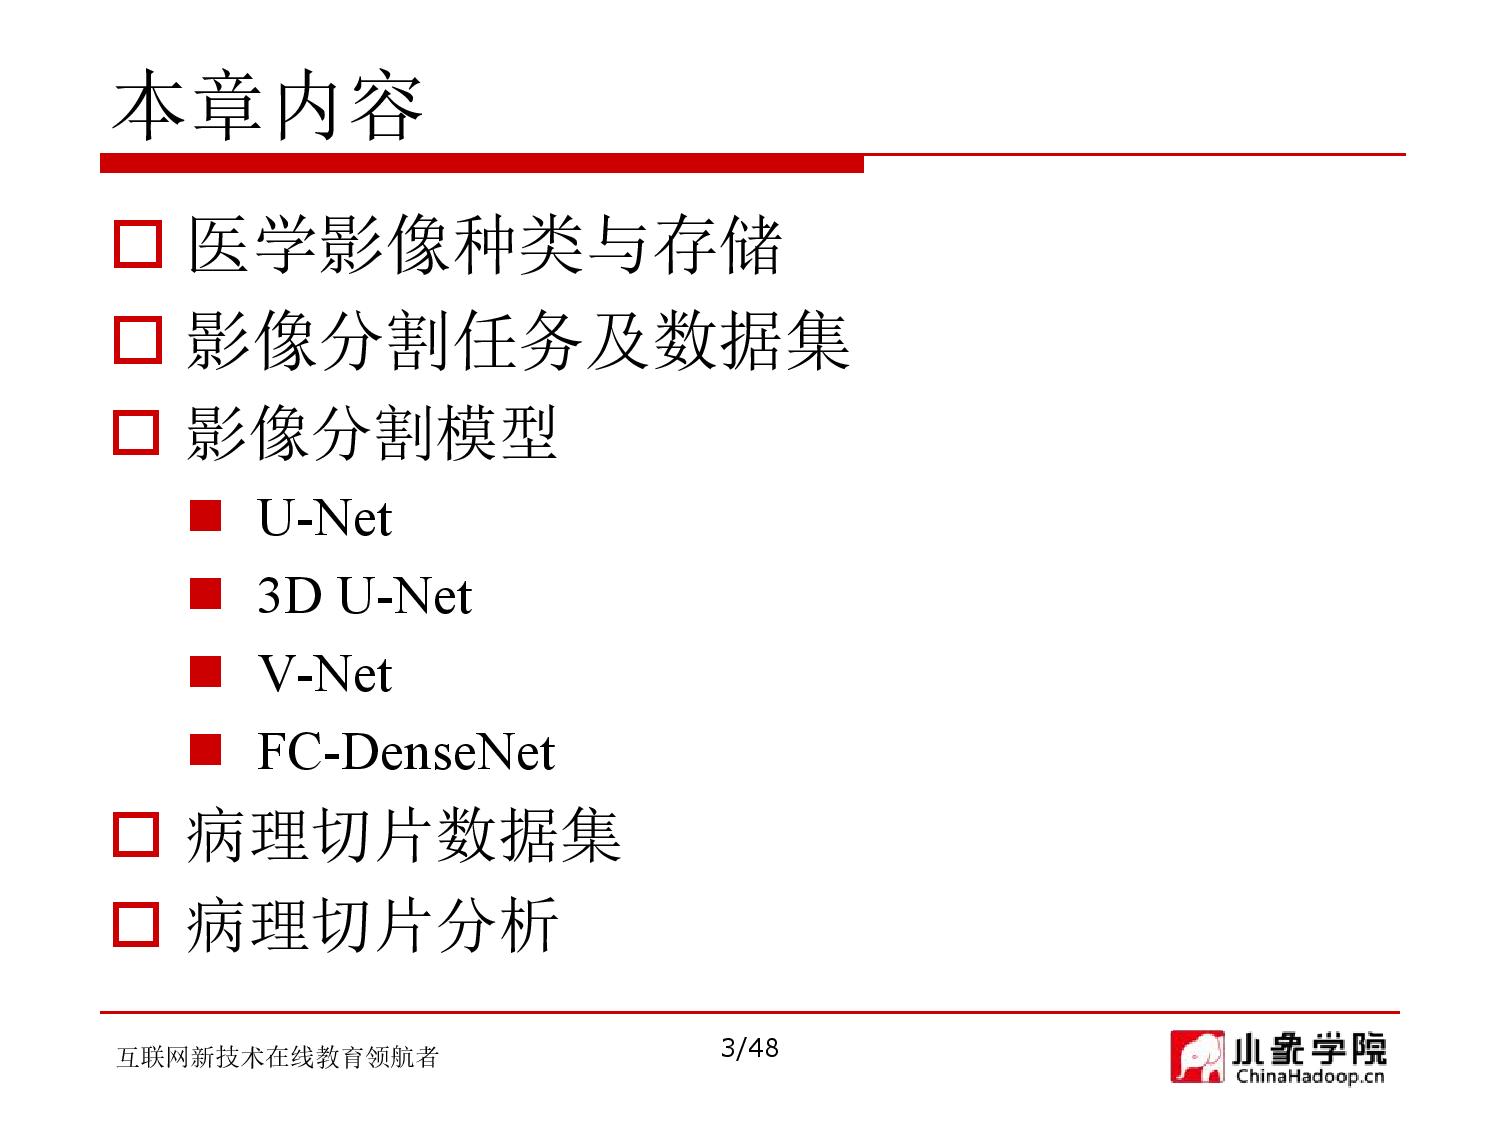 本章内容
医学影像种类与存储
影像分割任务及数据集
影像分割模型
U-Net
3D U-Net
V-Net
FC-DenseNet
病理切片数据集
病理切片分析
互联网新技术在线教育领航者
3/48
小象学院
ChinaHadoop.cn